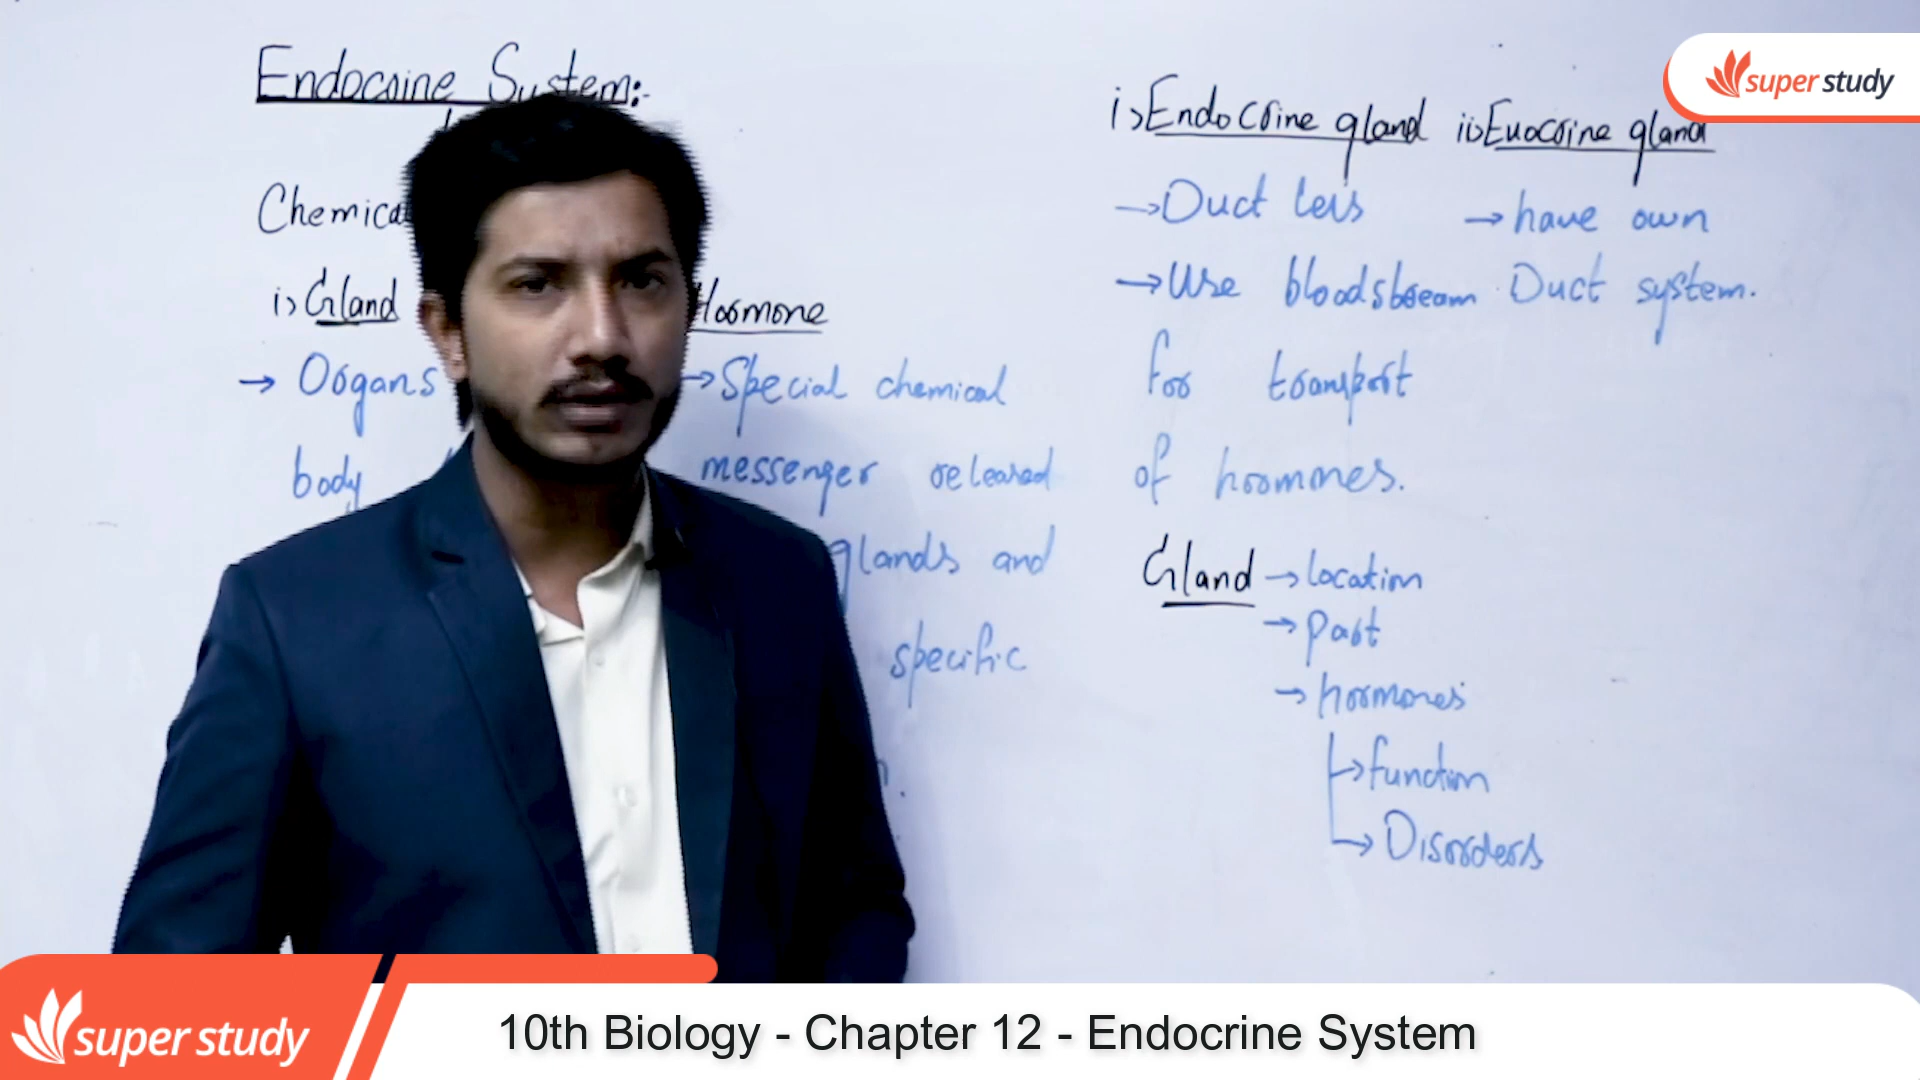 Endocrine System:-
Chemical
i) Gland
Hormone
→ Organs
body
→ Special chemical
messenger released
glands and
specific
i) Endocrine gland
→ Duct less
→ Use bloodstream
for transport
of hormones.
ii) Exocrine gland
→ have own
Duct system.
Gland → location
→ part
→ hormones
→ function
→ Disorders
super study
super study
10th Biology - Chapter 12 - Endocrine System